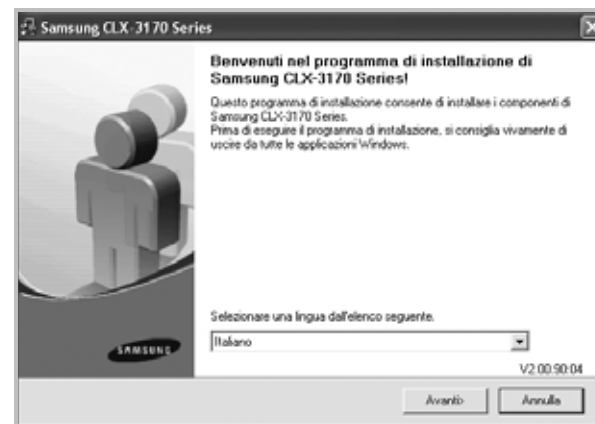 Samsung CLX-3170 Series
Benvenuti nel programma di installazione di
Samsung CLX-3170 Series!
Questo programma di installazione consente di installare i componenti di
Samsung CLX-3170 Series.
Prima di eseguire il programma di installazione, si consiglia vivamente di
uscire da tutte le applicazioni Windows.
Selezionare una lingua dall'elenco seguente.
Italiano
SAMSUNG
V2.00.90:04
Avanti>
Annulla